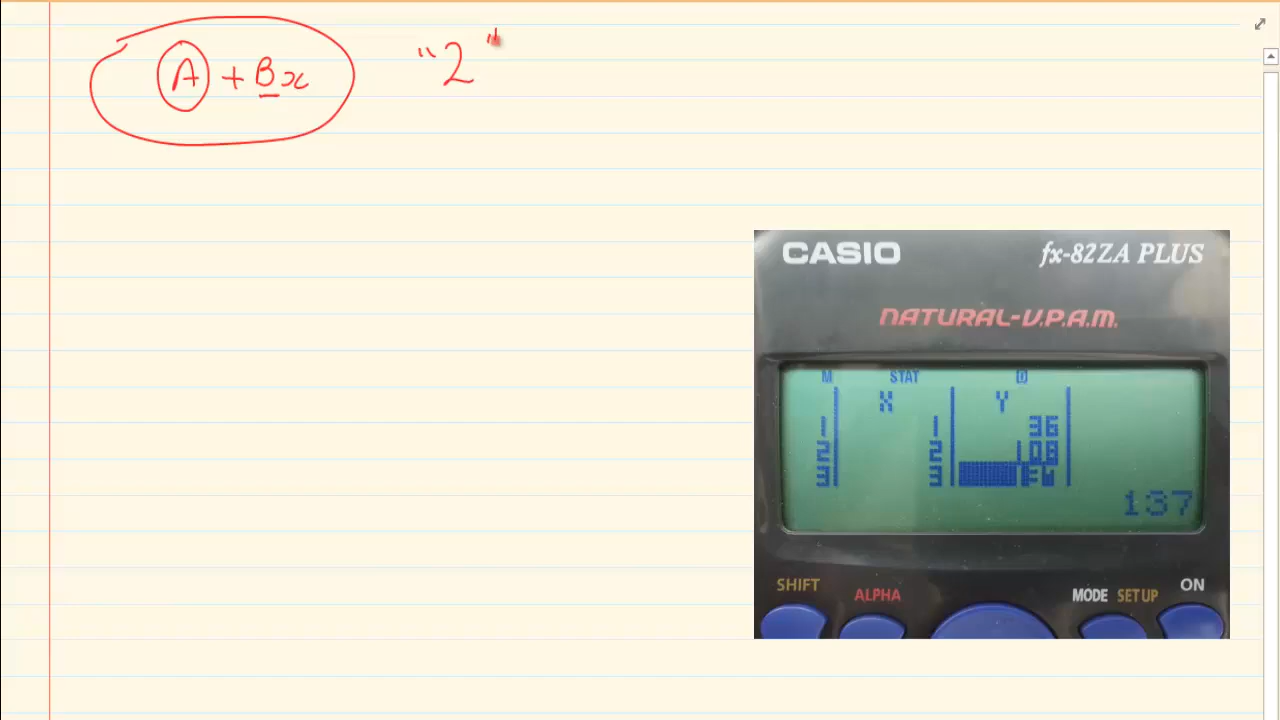 A + Bx "2"
CASIO fx-82ZA PLUS
NATURAL-V.P.A.M.
M STAT D
X Y
1 1 36
2 2 108
3 3 137
137
SHIFT ALPHA MODE SETUP ON